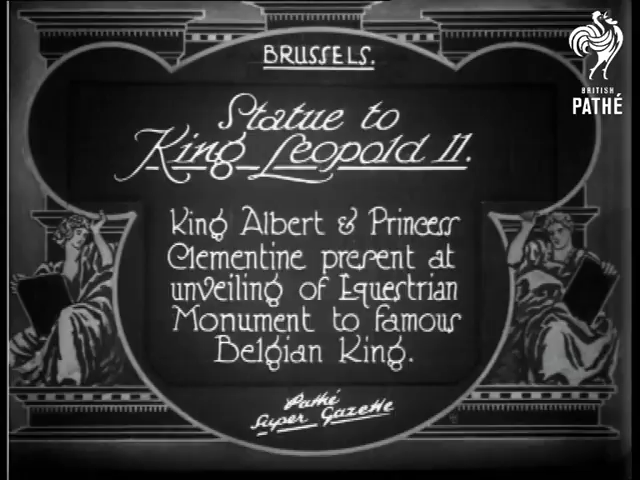 BRITISH
PATHÉ
BRUSSELS.
Statue to
King Leopold II.
King Albert & Princess
Clementine present at
unveiling of Equestrian
Monument to famous
Belgian King.
Pathé
Super Gazette